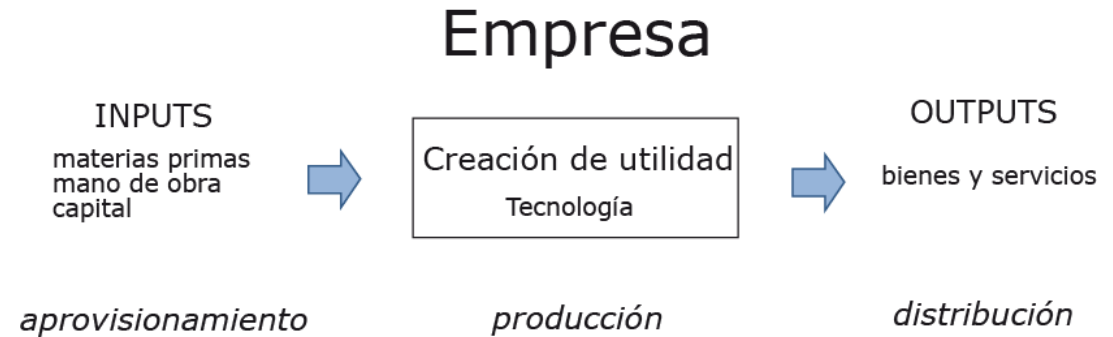 Empresa
INPUTS
materias primas
mano de obra
capital
Creación de utilidad
Tecnología
OUTPUTS
bienes y servicios
aprovisionamiento
producción
distribución